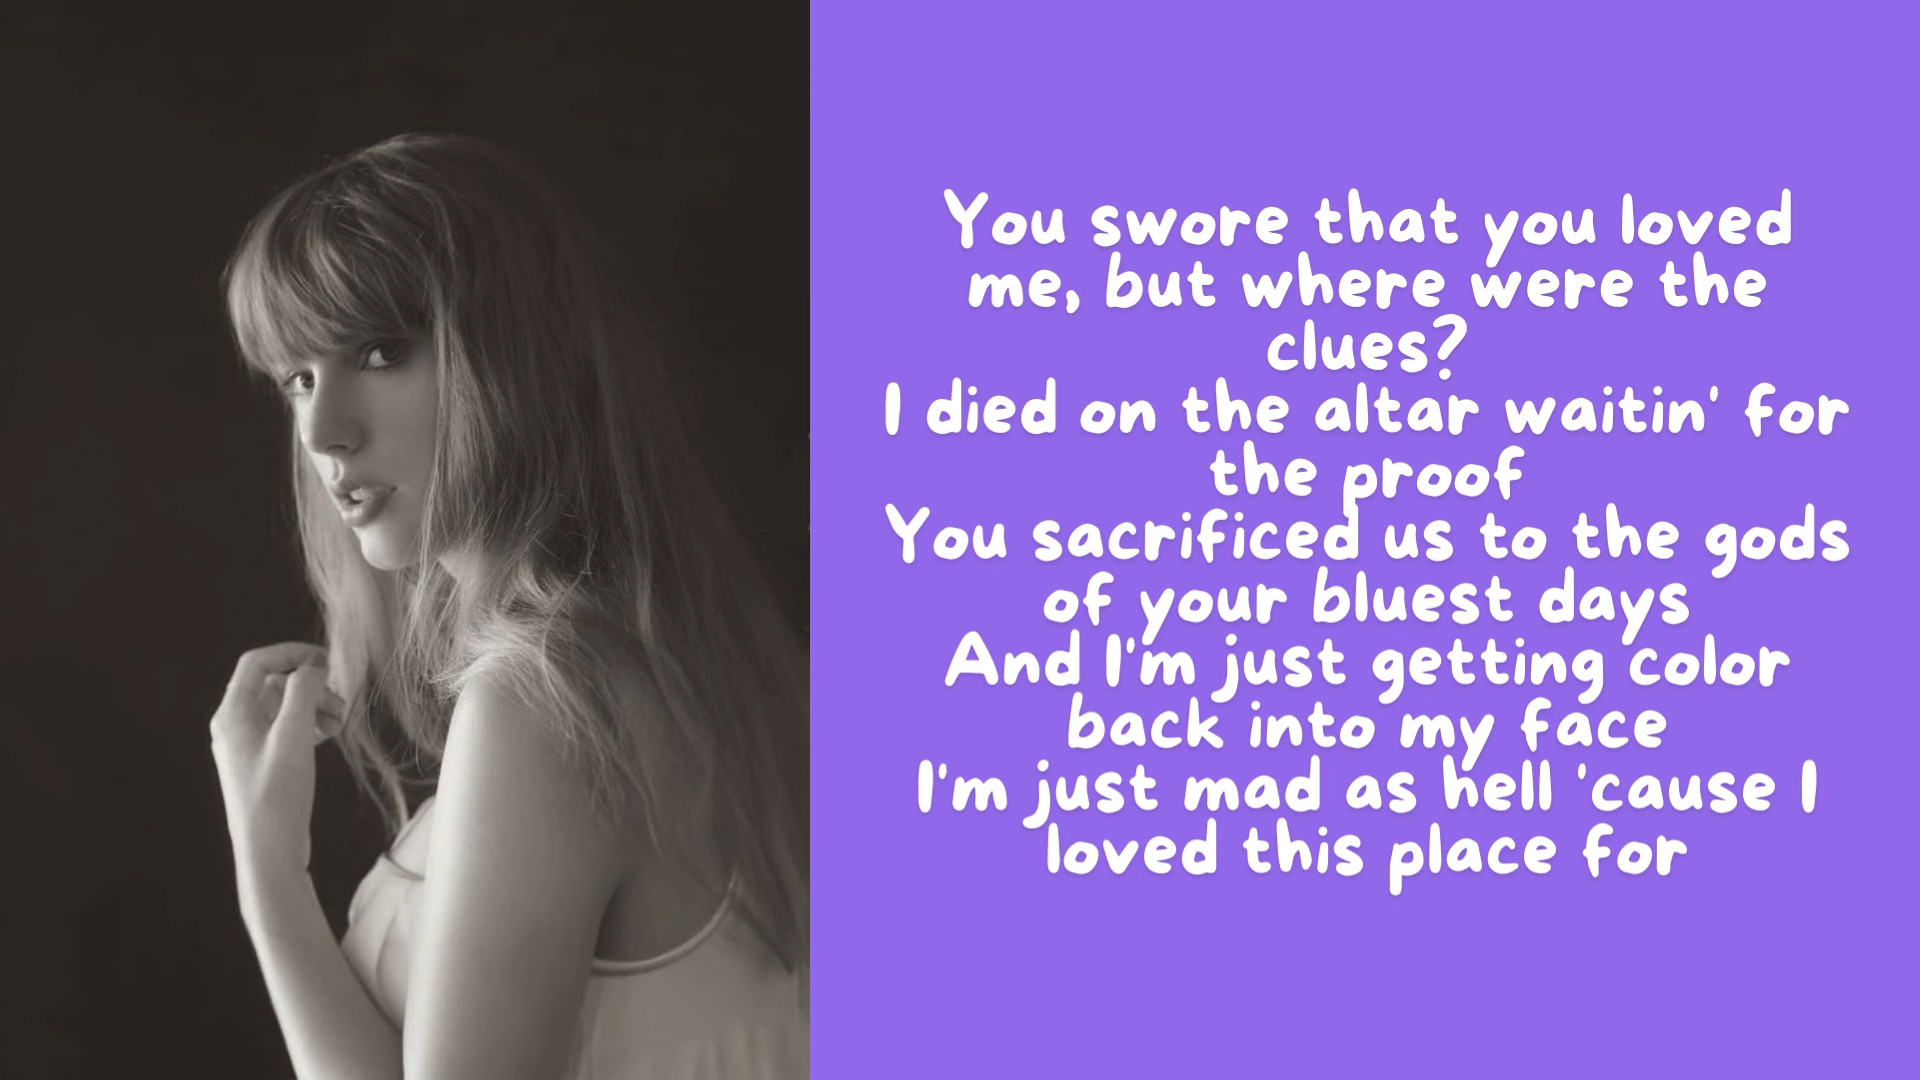 You swore that you loved
me, but where were the
clues?
I died on the altar waitin' for
the proof
You sacrificed us to the gods
of your bluest days
And I'm just getting color
back into my face
I'm just mad as hell 'cause I
loved this place for